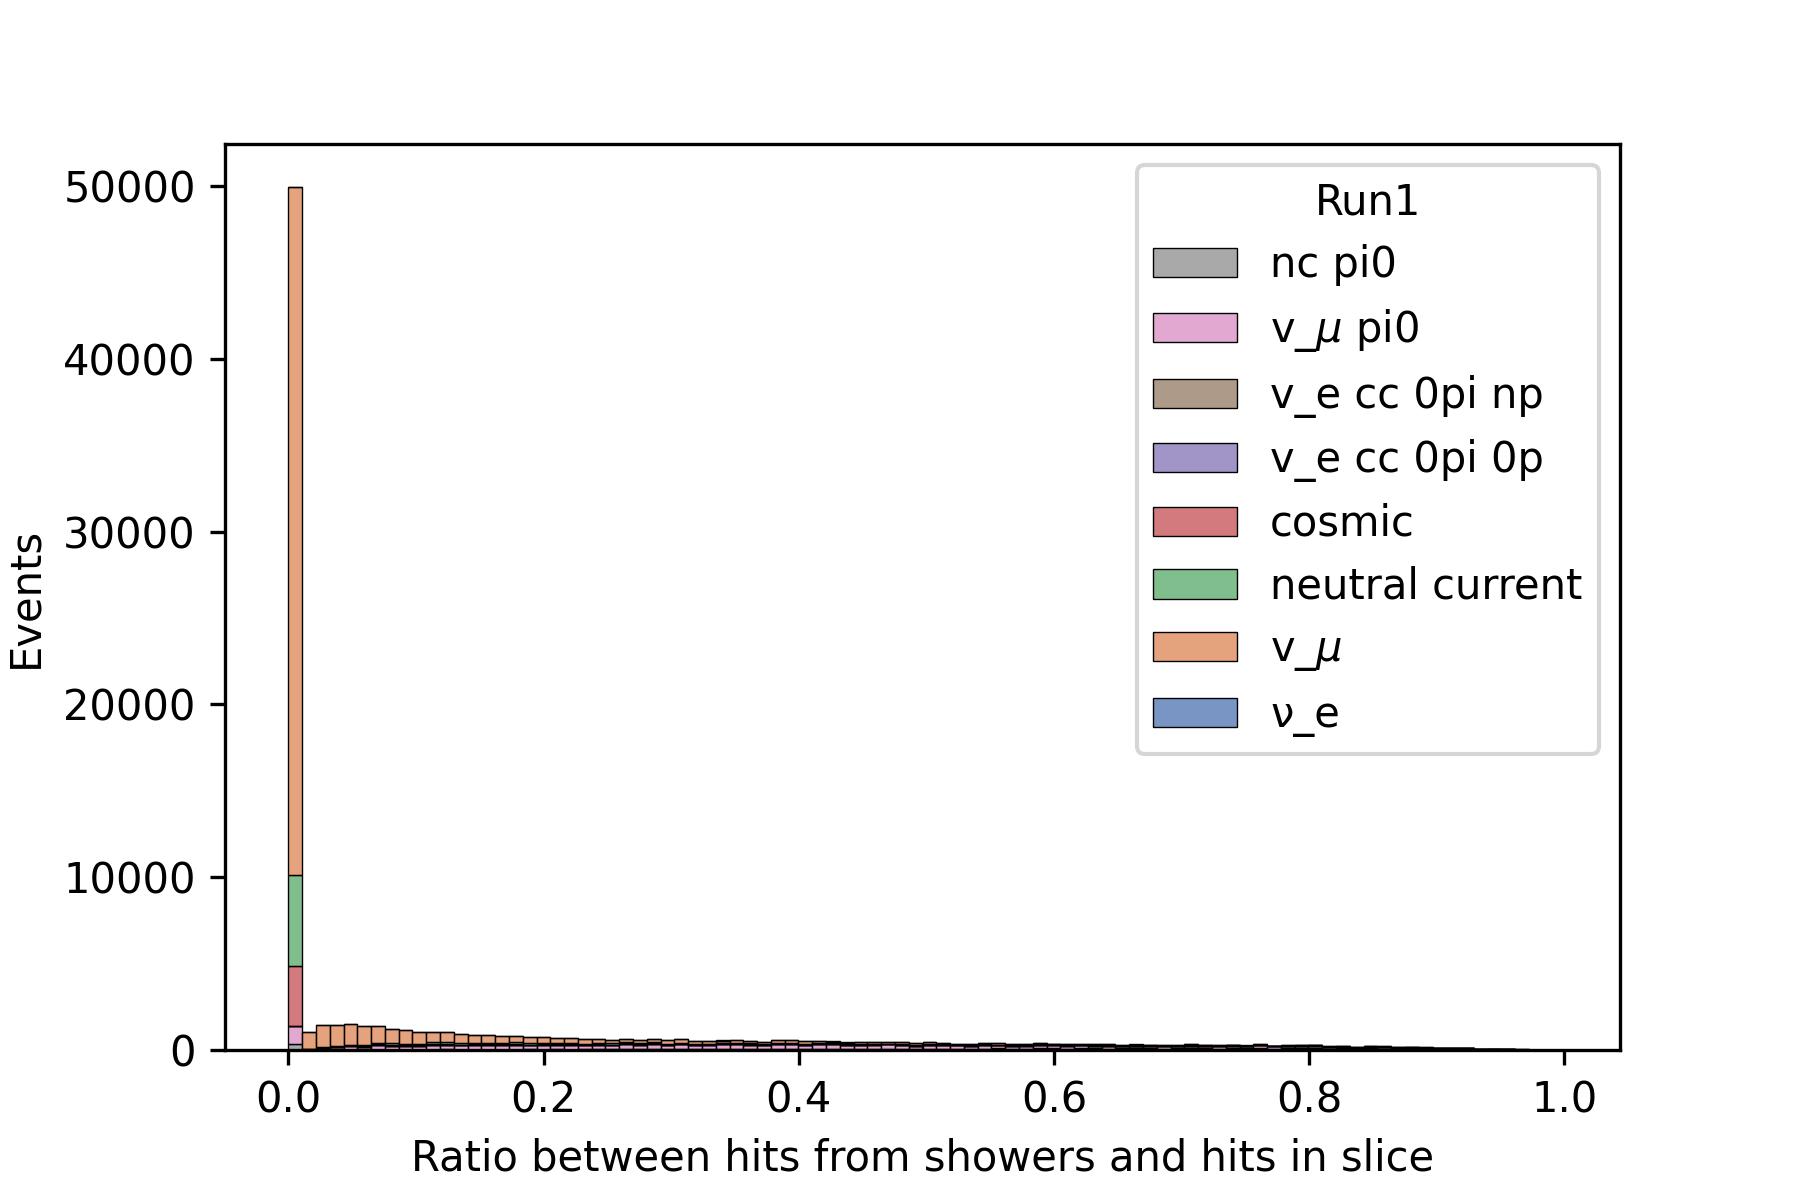 50000
40000
30000
20000
10000
0
Events
0.0 0.2 0.4 0.6 0.8 1.0
Ratio between hits from showers and hits in slice
Run1
nc pi0
v_μ pi0
v_e cc 0pi np
v_e cc 0pi 0p
cosmic
neutral current
v_μ
ν_e